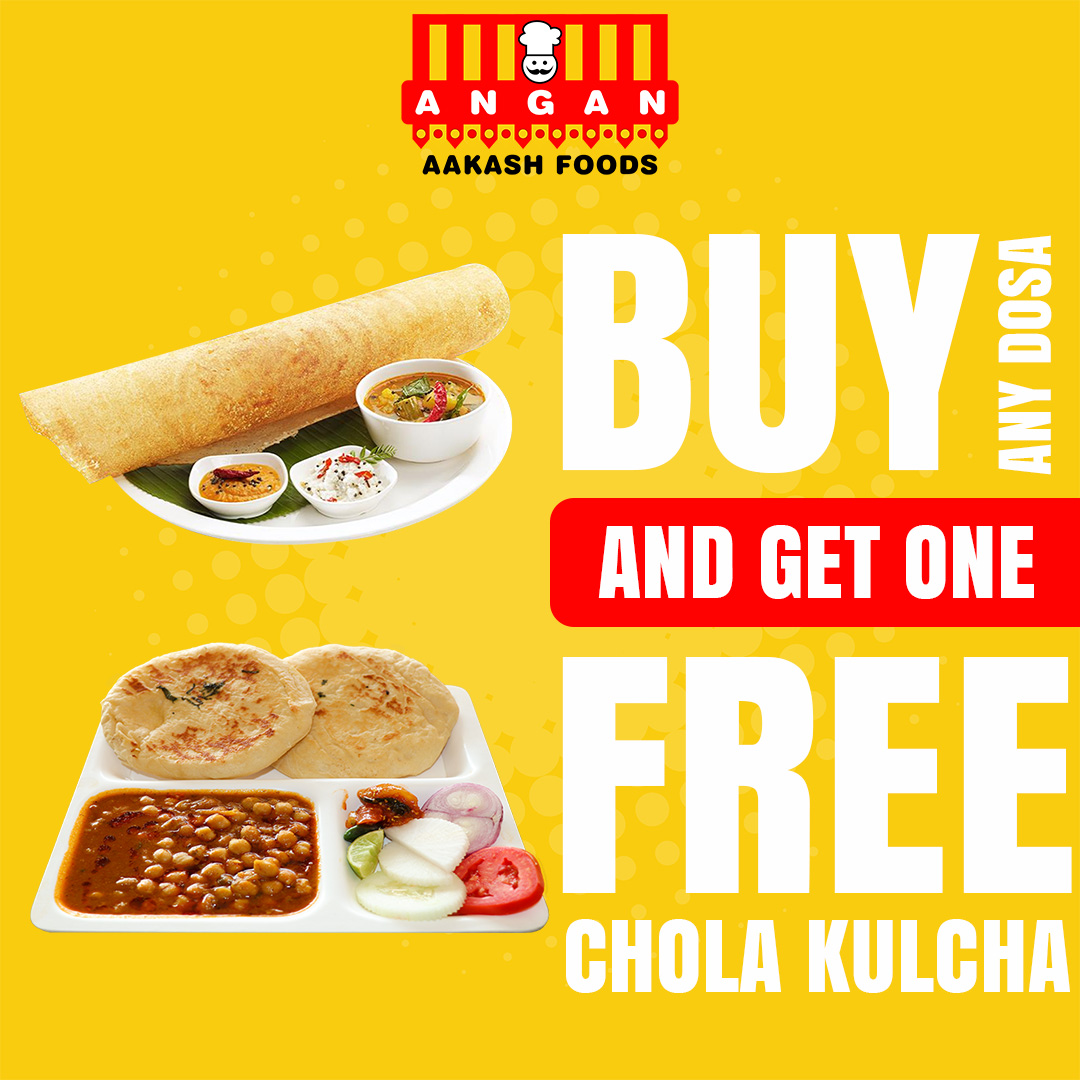 ANGAN
AAKASH FOODS
BUY
ANY DOSA
AND GET ONE
FREE
CHOLA KULCHA